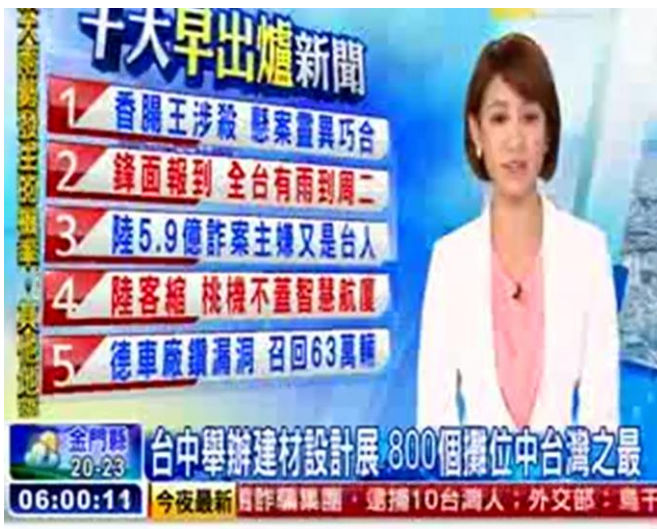 十大早出爐新聞
1 香腸王涉殺 懸案靈異巧合
2 鋒面報到 全台有雨到周二
3 陸5.9億詐案主嫌又是台人
4 陸客縮 桃機不蓋智慧航廈
5 德車廠鑽漏洞 召回63萬輛
金門縣
20-23
台中舉辦建材設計展 800個攤位中台灣之最
06:00:11
今夜最新
詐騙集團．逮捕10台灣人；外交部：烏干